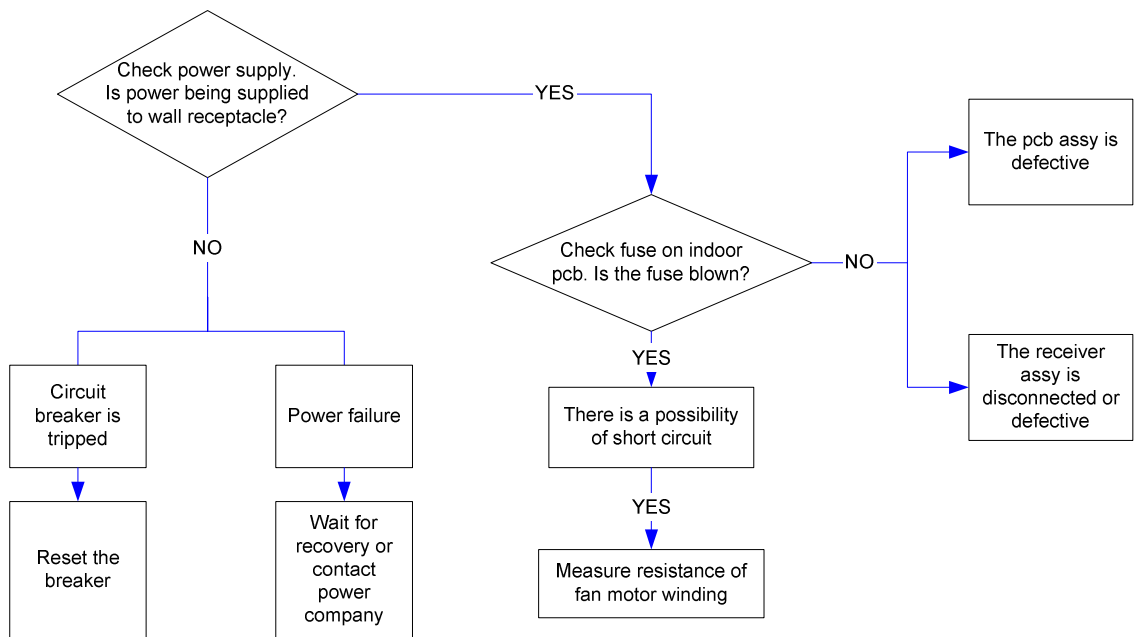 Check power supply.
Is power being supplied
to wall receptacle?
YES
NO
Check fuse on indoor
pcb. Is the fuse blown?
NO
The pcb assy is
defective
The receiver
assy is
disconnected or
defective
YES
There is a possibility
of short circuit
YES
Measure resistance of
fan motor winding
Circuit
breaker is
tripped
Reset the
breaker
Power failure
Wait for
recovery or
contact
power
company